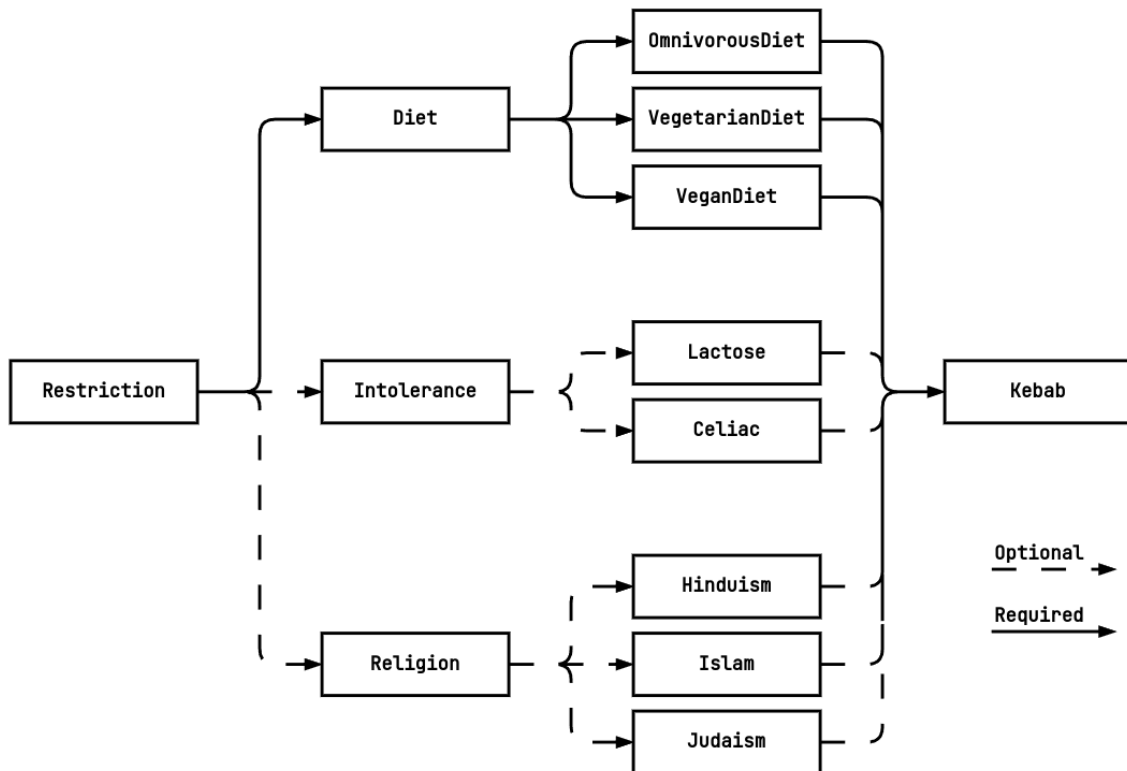 OmnivorousDiet
Diet
VegetarianDiet
VeganDiet
Restriction
Intolerance
Lactose
Celiac
Kebab
Religion
Hinduism
Islam
Judaism
Optional
Required